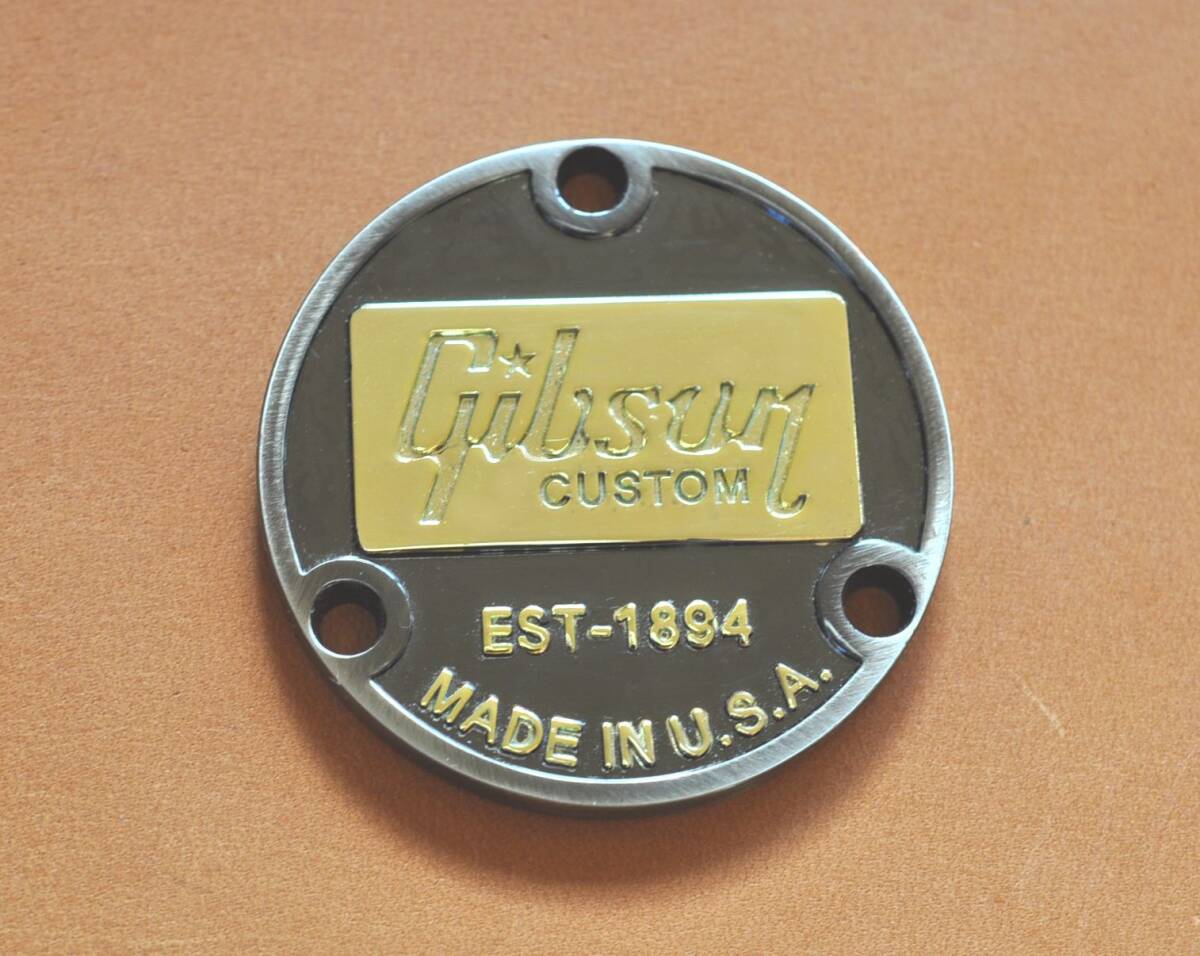 Gibson
CUSTOM
EST-1894
MADE IN U.S.A.